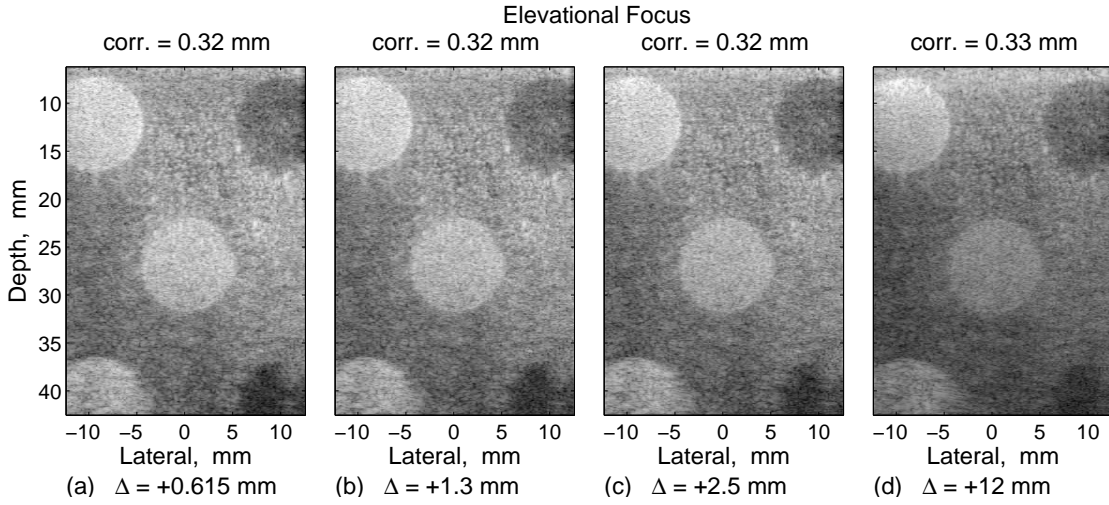 Elevational Focus
corr. = 0.32 mm corr. = 0.32 mm corr. = 0.32 mm corr. = 0.33 mm
Depth, mm
10
15
20
25
30
35
40
−10 −5 0 5 10 −10 −5 0 5 10 −10 −5 0 5 10 −10 −5 0 5 10
Lateral, mm Lateral, mm Lateral, mm Lateral, mm
(a) Δ = +0.615 mm (b) Δ = +1.3 mm (c) Δ = +2.5 mm (d) Δ = +12 mm